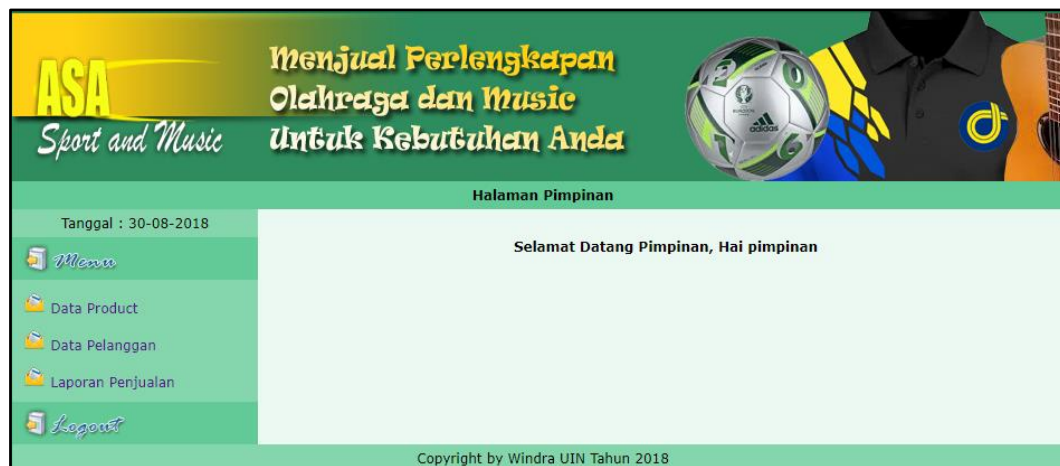 ASA
Sport and Music
Menjual Perlengkapan
Olahraga dan Music
Untuk Kebutuhan Anda
adidas
Halaman Pimpinan
Tanggal : 30-08-2018
Menu
Data Product
Data Pelanggan
Laporan Penjualan
Logout
Selamat Datang Pimpinan, Hai pimpinan
Copyright by Windra UIN Tahun 2018